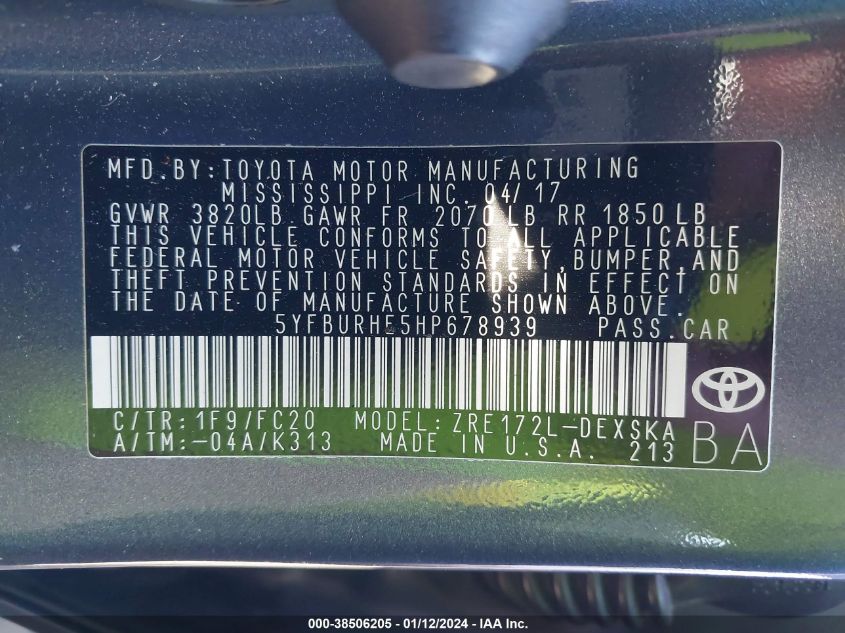 MFD.BY:TOYOTA MOTOR MANUFACTURING
MISSISSIPPI INC. 04/17
GVWR 3820LB GAWR FR 2070LB RR 1850LB
THIS VEHICLE CONFORMS TO ALL APPLICABLE
FEDERAL MOTOR VEHICLE SAFETY,BUMPER,AND
THEFT PREVENTION STANDARDS IN EFFECT ON
THE DATE OF MANUFACTURE SHOWN ABOVE.
5YFBURHE5HP678939 PASS.CAR
C/TR:1F9/FC20 MODEL:ZRE172L-DEXSKA
A/TM:-04A/K313 MADE IN U.S.A. 213
BA
000-38506205 - 01/12/2024 - IAA Inc.